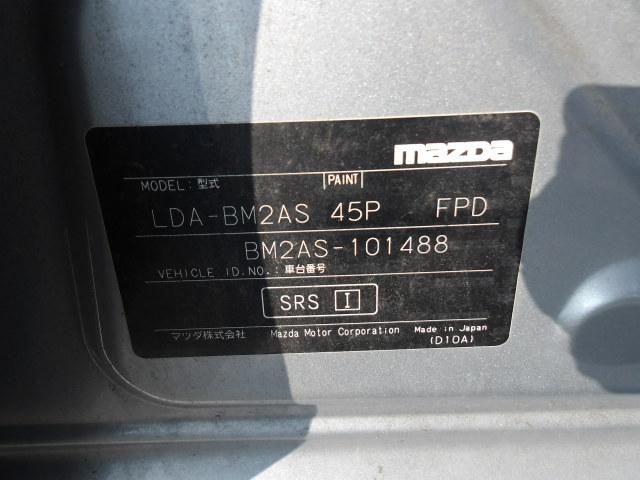 mazda
MODEL: 型式 PAINT
LDA-BM2AS 45P FPD
BM2AS-101488
VEHICLE ID.NO.: 車台番号
SRS I
マツダ株式会社 Mazda Motor Corporation Made in Japan
(D10A)